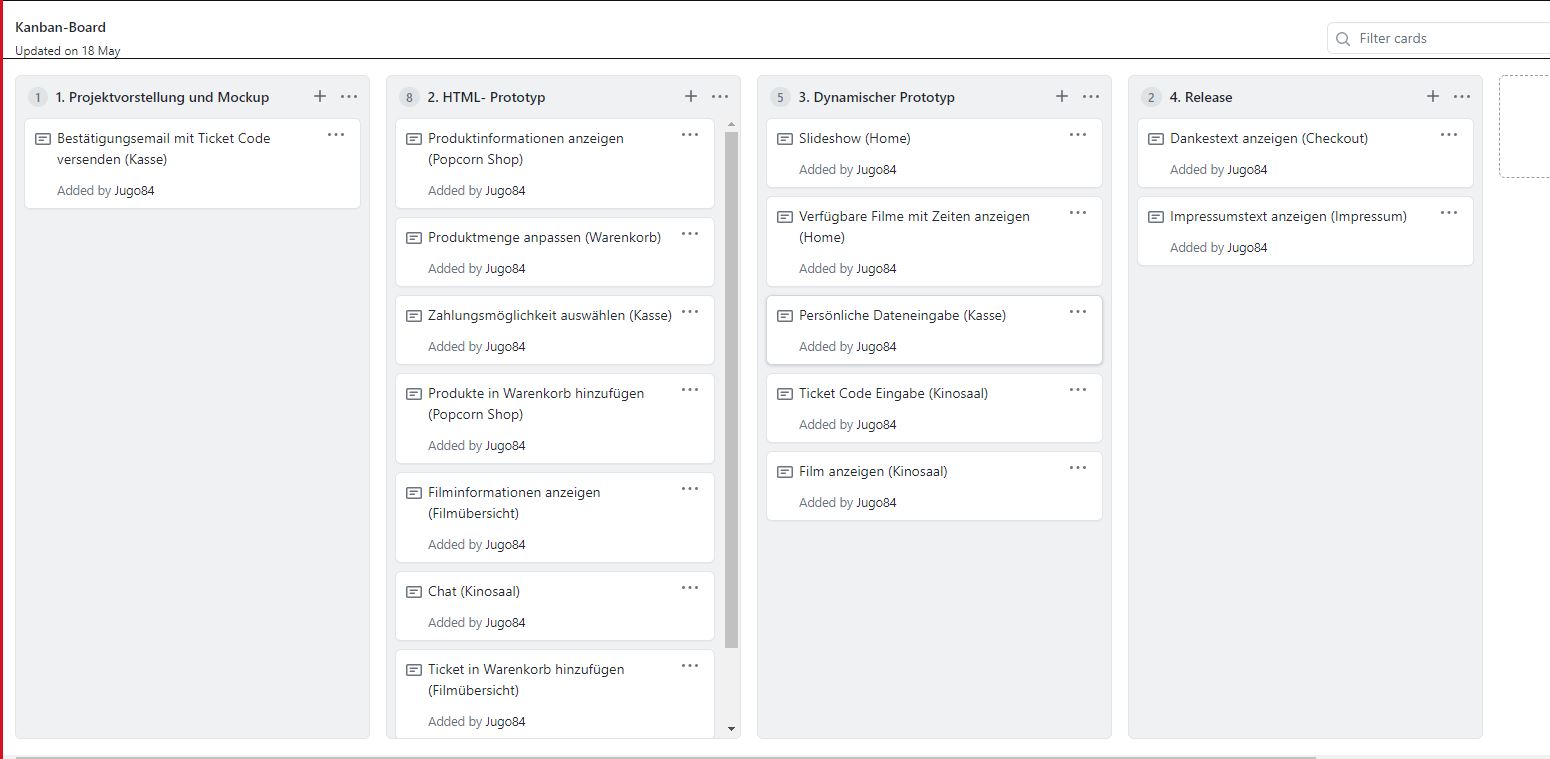 Kanban-Board
Updated on 18 May
Filter cards
1 1. Projektvorstellung und Mockup
Bestätigungsemail mit Ticket Code
versenden (Kasse)
Added by Jugo84
8 2. HTML- Prototyp
Produktinformationen anzeigen
(Popcorn Shop)
Added by Jugo84
Produktmenge anpassen (Warenkorb)
Added by Jugo84
Zahlungsmöglichkeit auswählen (Kasse)
Added by Jugo84
Produkte in Warenkorb hinzufügen
(Popcorn Shop)
Added by Jugo84
Filminformationen anzeigen
(Filmübersicht)
Added by Jugo84
Chat (Kinosaal)
Added by Jugo84
Ticket in Warenkorb hinzufügen
(Filmübersicht)
Added by Jugo84
5 3. Dynamischer Prototyp
Slideshow (Home)
Added by Jugo84
Verfügbare Filme mit Zeiten anzeigen
(Home)
Added by Jugo84
Persönliche Dateneingabe (Kasse)
Added by Jugo84
Ticket Code Eingabe (Kinosaal)
Added by Jugo84
Film anzeigen (Kinosaal)
Added by Jugo84
2 4. Release
Dankestext anzeigen (Checkout)
Added by Jugo84
Impressumstext anzeigen (Impressum)
Added by Jugo84